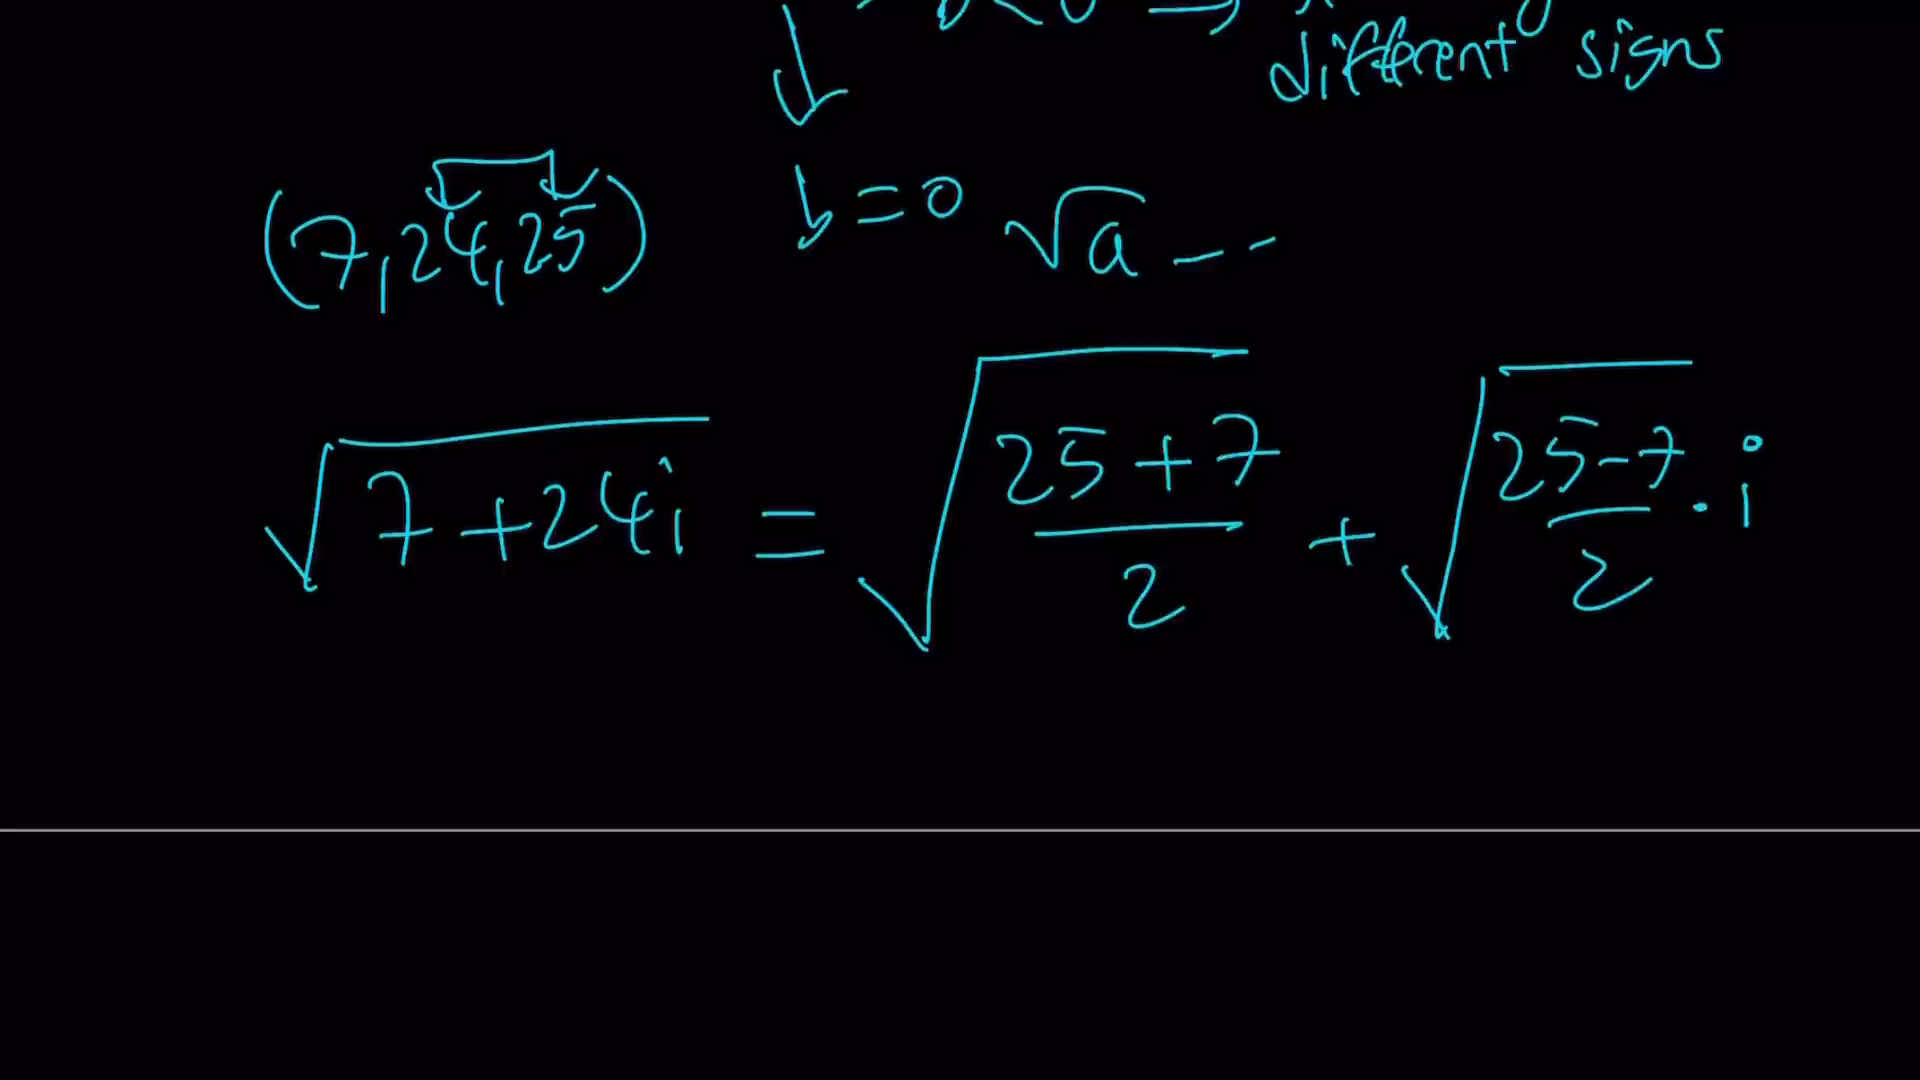 different signs
b = 0 √a - -
(7, 24, 25)
√(7 + 24i) = √((25 + 7)/2) + √((25 - 7)/2) · i